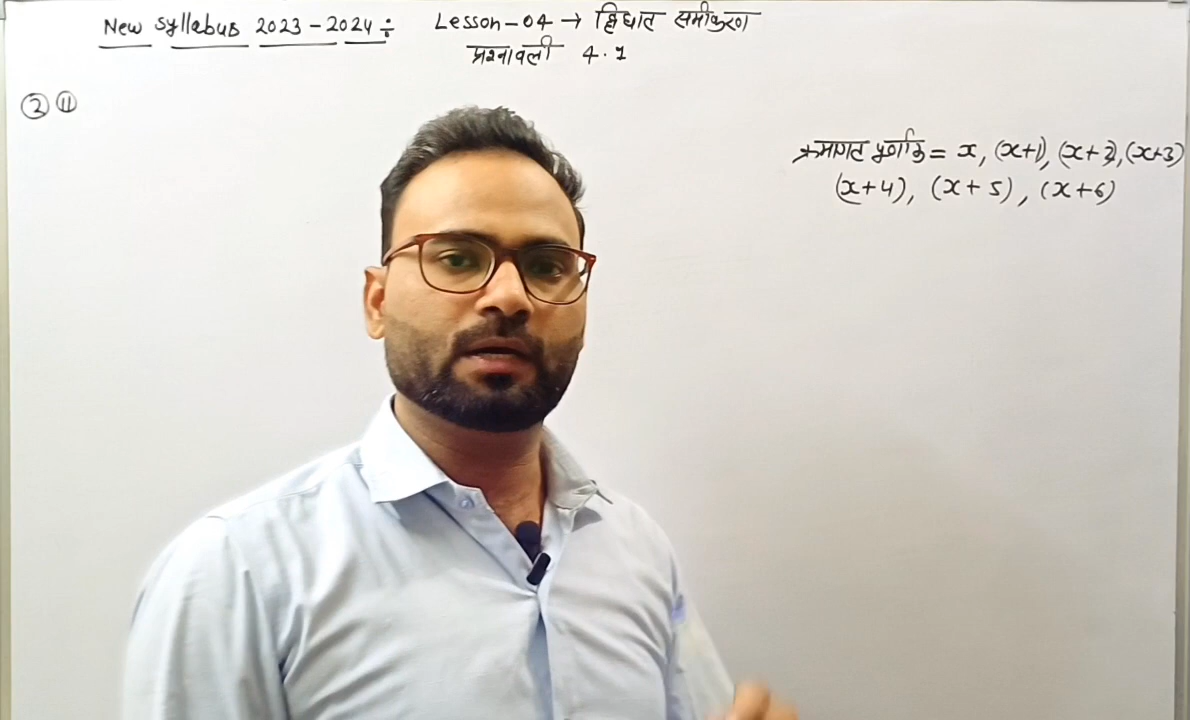 New Syllabus 2023-2024÷ Lesson-04 → द्विघात समीकरण
प्रश्नावली 4.1
② ⑪
क्रमागत पूर्णांक = x, (x+1), (x+2), (x+3)
(x+4), (x+5), (x+6)